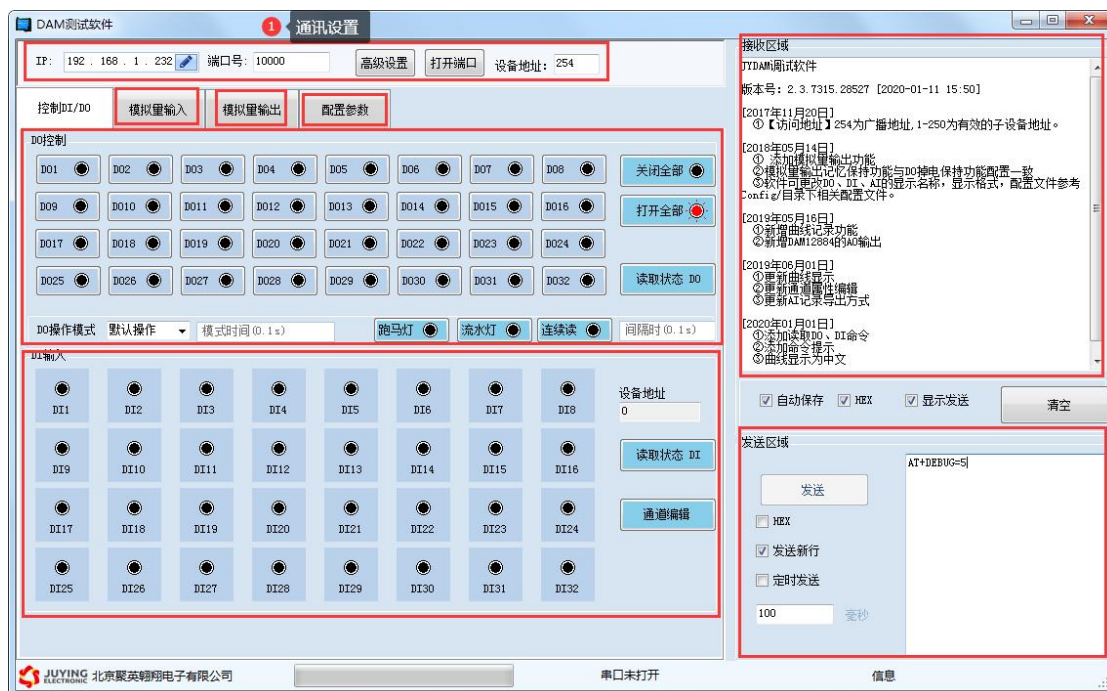 DAM测试软件
1 通讯设置
IP: 192 . 168 . 1 . 232 端口号: 10000 高级设置 打开端口 设备地址: 254
控制DI/DO 模拟量输入 模拟量输出 配置参数
DO控制
DO1 DO2 DO3 DO4 DO5 DO6 DO7 DO8 关闭全部
DO9 DO10 DO11 DO12 DO13 DO14 DO15 DO16 打开全部
DO17 DO18 DO19 DO20 DO21 DO22 DO23 DO24
DO25 DO26 DO27 DO28 DO29 DO30 DO31 DO32 读取状态 DO
DO操作模式 默认操作 模式时间(0.1s) 跑马灯 流水灯 连续读 间隔时(0.1s)
DI输入
DI1 DI2 DI3 DI4 DI5 DI6 DI7 DI8
设备地址
0
DI9 DI10 DI11 DI12 DI13 DI14 DI15 DI16 读取状态 DI
DI17 DI18 DI19 DI20 DI21 DI22 DI23 DI24 通道编辑
DI25 DI26 DI27 DI28 DI29 DI30 DI31 DI32
接收区域
JYDAM调试软件
版本号: 2.3.7315.28527 [2020-01-11 15:50]
[2017年11月20日]
①【访问地址】254为广播地址,1-250为有效的子设备地址。
[2018年05月14日]
① 添加模拟量输出功能
②模拟量输出记忆保持功能与DO掉电保持功能配置一致
③软件可更改DO、DI、AI的显示名称，显示格式，配置文件参考
Config/目录下相关配置文件。
[2019年05月16日]
①新增曲线记录功能
②新增DAM12884的AO输出
[2019年06月01日]
①更新曲线显示
②更新通道属性编辑
③更新AI记录导出方式
[2020年01月01日]
①添加读取DO、DI命令
②添加命令提示
③曲线显示为中文
自动保存 HEX 显示发送 清空
发送区域
AT+DEBUG=5
发送
HEX
发送新行
定时发送
100 毫秒
JUYING ELECTRONIC 北京聚英翱翔电子有限公司 串口未打开 信息